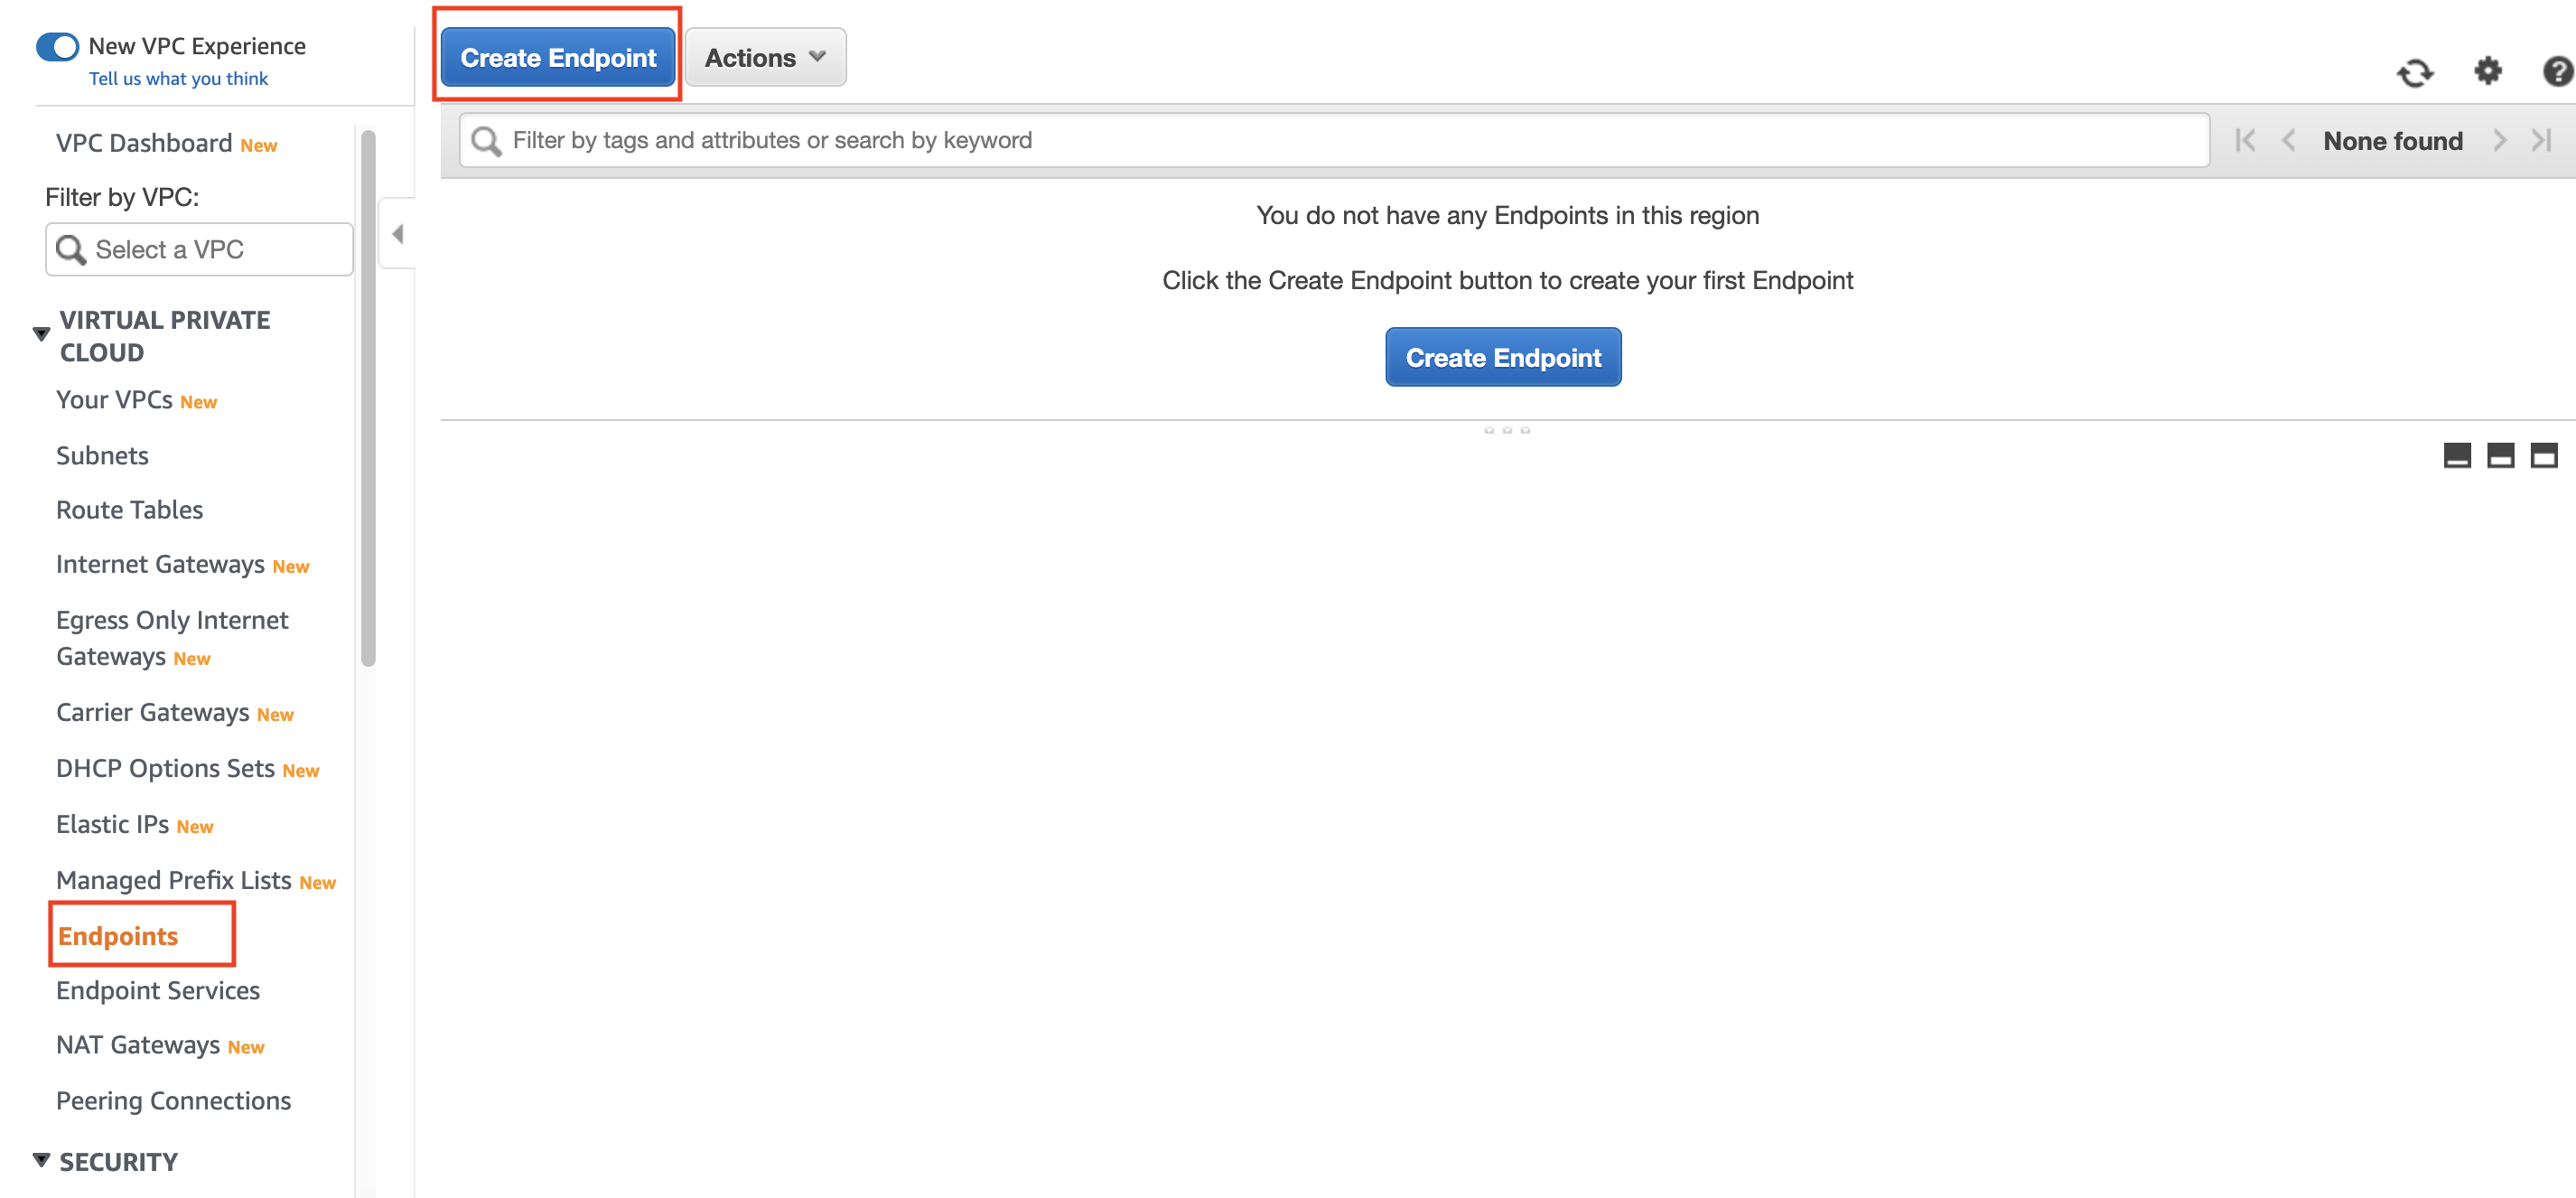 New VPC Experience
Tell us what you think
VPC Dashboard New
Filter by VPC:
Select a VPC
VIRTUAL PRIVATE
CLOUD
Your VPCs New
Subnets
Route Tables
Internet Gateways New
Egress Only Internet
Gateways New
Carrier Gateways New
DHCP Options Sets New
Elastic IPs New
Managed Prefix Lists New
Endpoints
Endpoint Services
NAT Gateways New
Peering Connections
SECURITY
Create Endpoint Actions
Filter by tags and attributes or search by keyword None found
You do not have any Endpoints in this region
Click the Create Endpoint button to create your first Endpoint
Create Endpoint